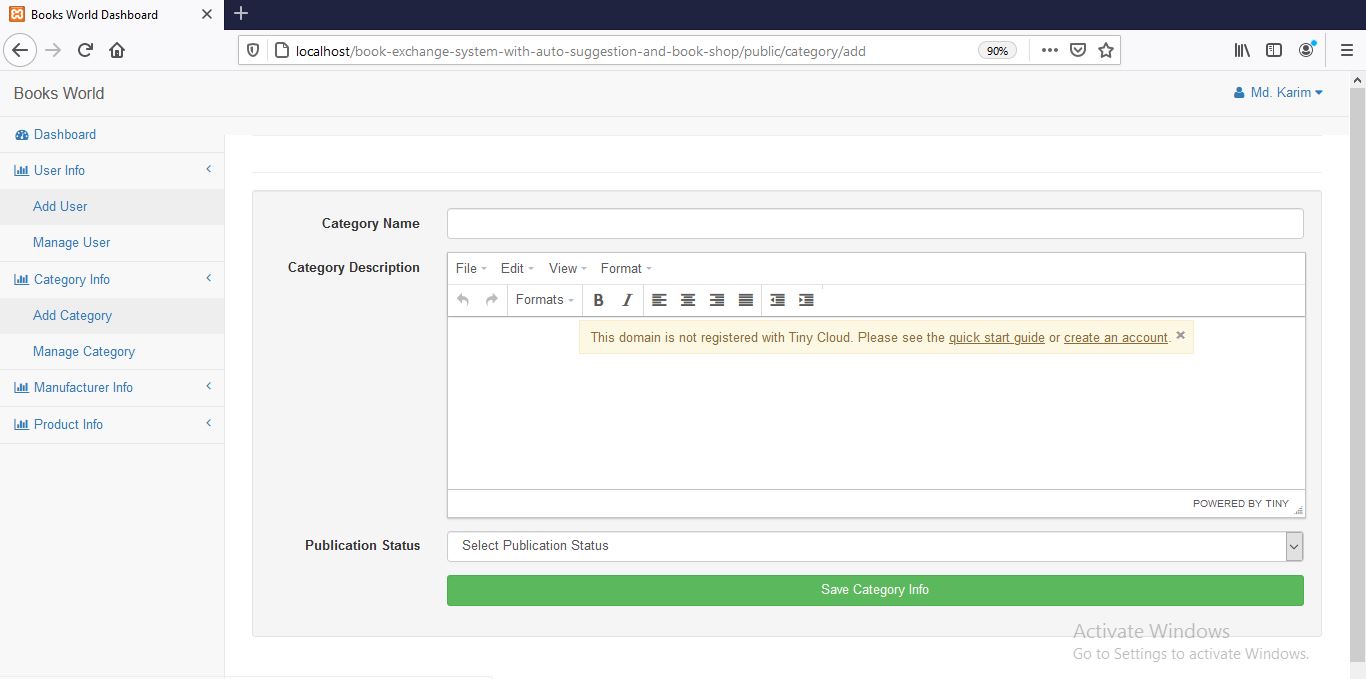 Books World Dashboard
localhost/book-exchange-system-with-auto-suggestion-and-book-shop/public/category/add
90%
Books World
Md. Karim
Dashboard
User Info
Add User
Manage User
Category Info
Add Category
Manage Category
Manufacturer Info
Product Info
Category Name
Category Description
File Edit View Format
Formats B I
This domain is not registered with Tiny Cloud. Please see the quick start guide or create an account.
POWERED BY TINY
Publication Status
Select Publication Status
Save Category Info
Activate Windows
Go to Settings to activate Windows.